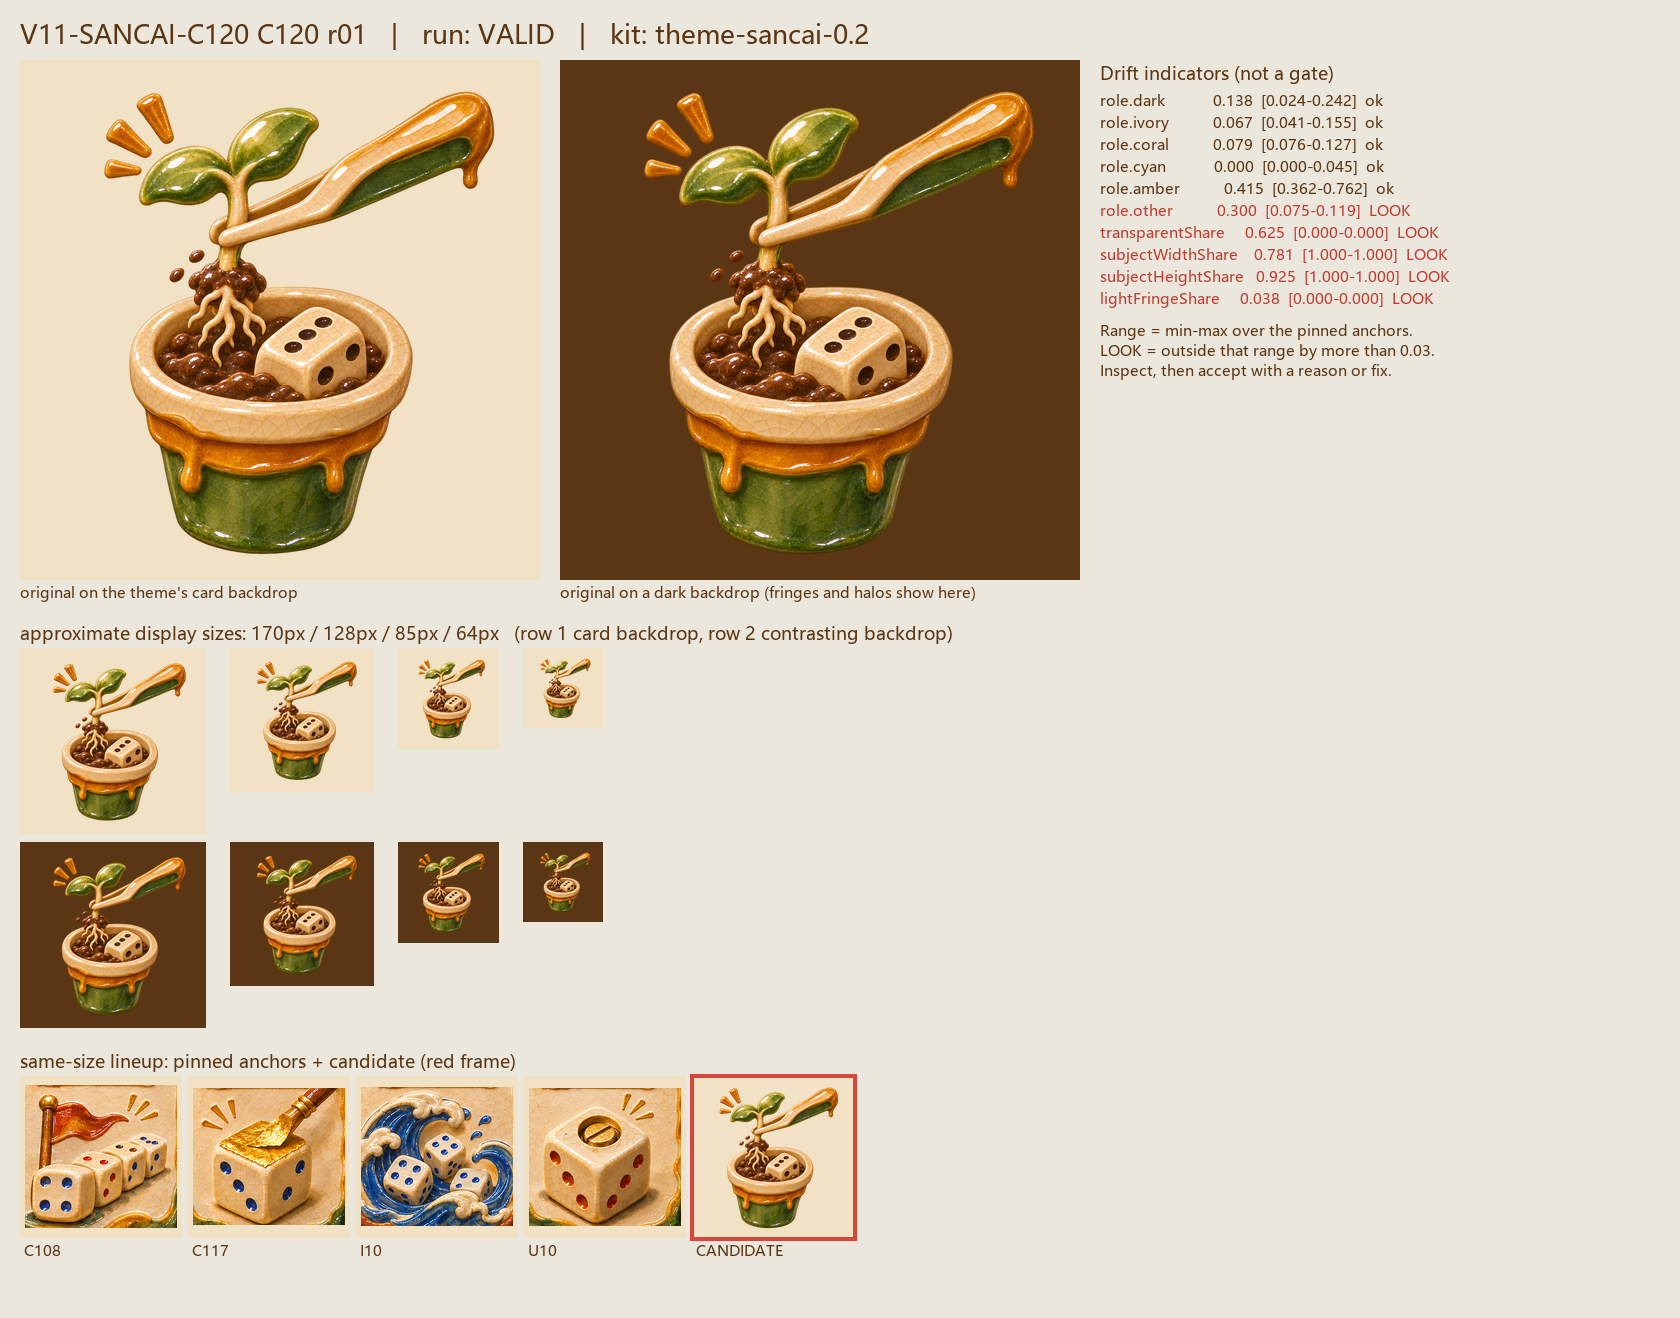 V11-SANCAI-C120 C120 r01 | run: VALID | kit: theme-sancai-0.2
Drift indicators (not a gate)
role.dark 0.138 [0.024-0.242] ok
role.ivory 0.067 [0.041-0.155] ok
role.coral 0.079 [0.076-0.127] ok
role.cyan 0.000 [0.000-0.045] ok
role.amber 0.415 [0.362-0.762] ok
role.other 0.300 [0.075-0.119] LOOK
transparentShare 0.625 [0.000-0.000] LOOK
subjectWidthShare 0.781 [1.000-1.000] LOOK
subjectHeightShare 0.925 [1.000-1.000] LOOK
lightFringeShare 0.038 [0.000-0.000] LOOK
Range = min-max over the pinned anchors.
LOOK = outside that range by more than 0.03.
Inspect, then accept with a reason or fix.
original on the theme's card backdrop
original on a dark backdrop (fringes and halos show here)
approximate display sizes: 170px / 128px / 85px / 64px (row 1 card backdrop, row 2 contrasting backdrop)
same-size lineup: pinned anchors + candidate (red frame)
C108
C117
I10
U10
CANDIDATE